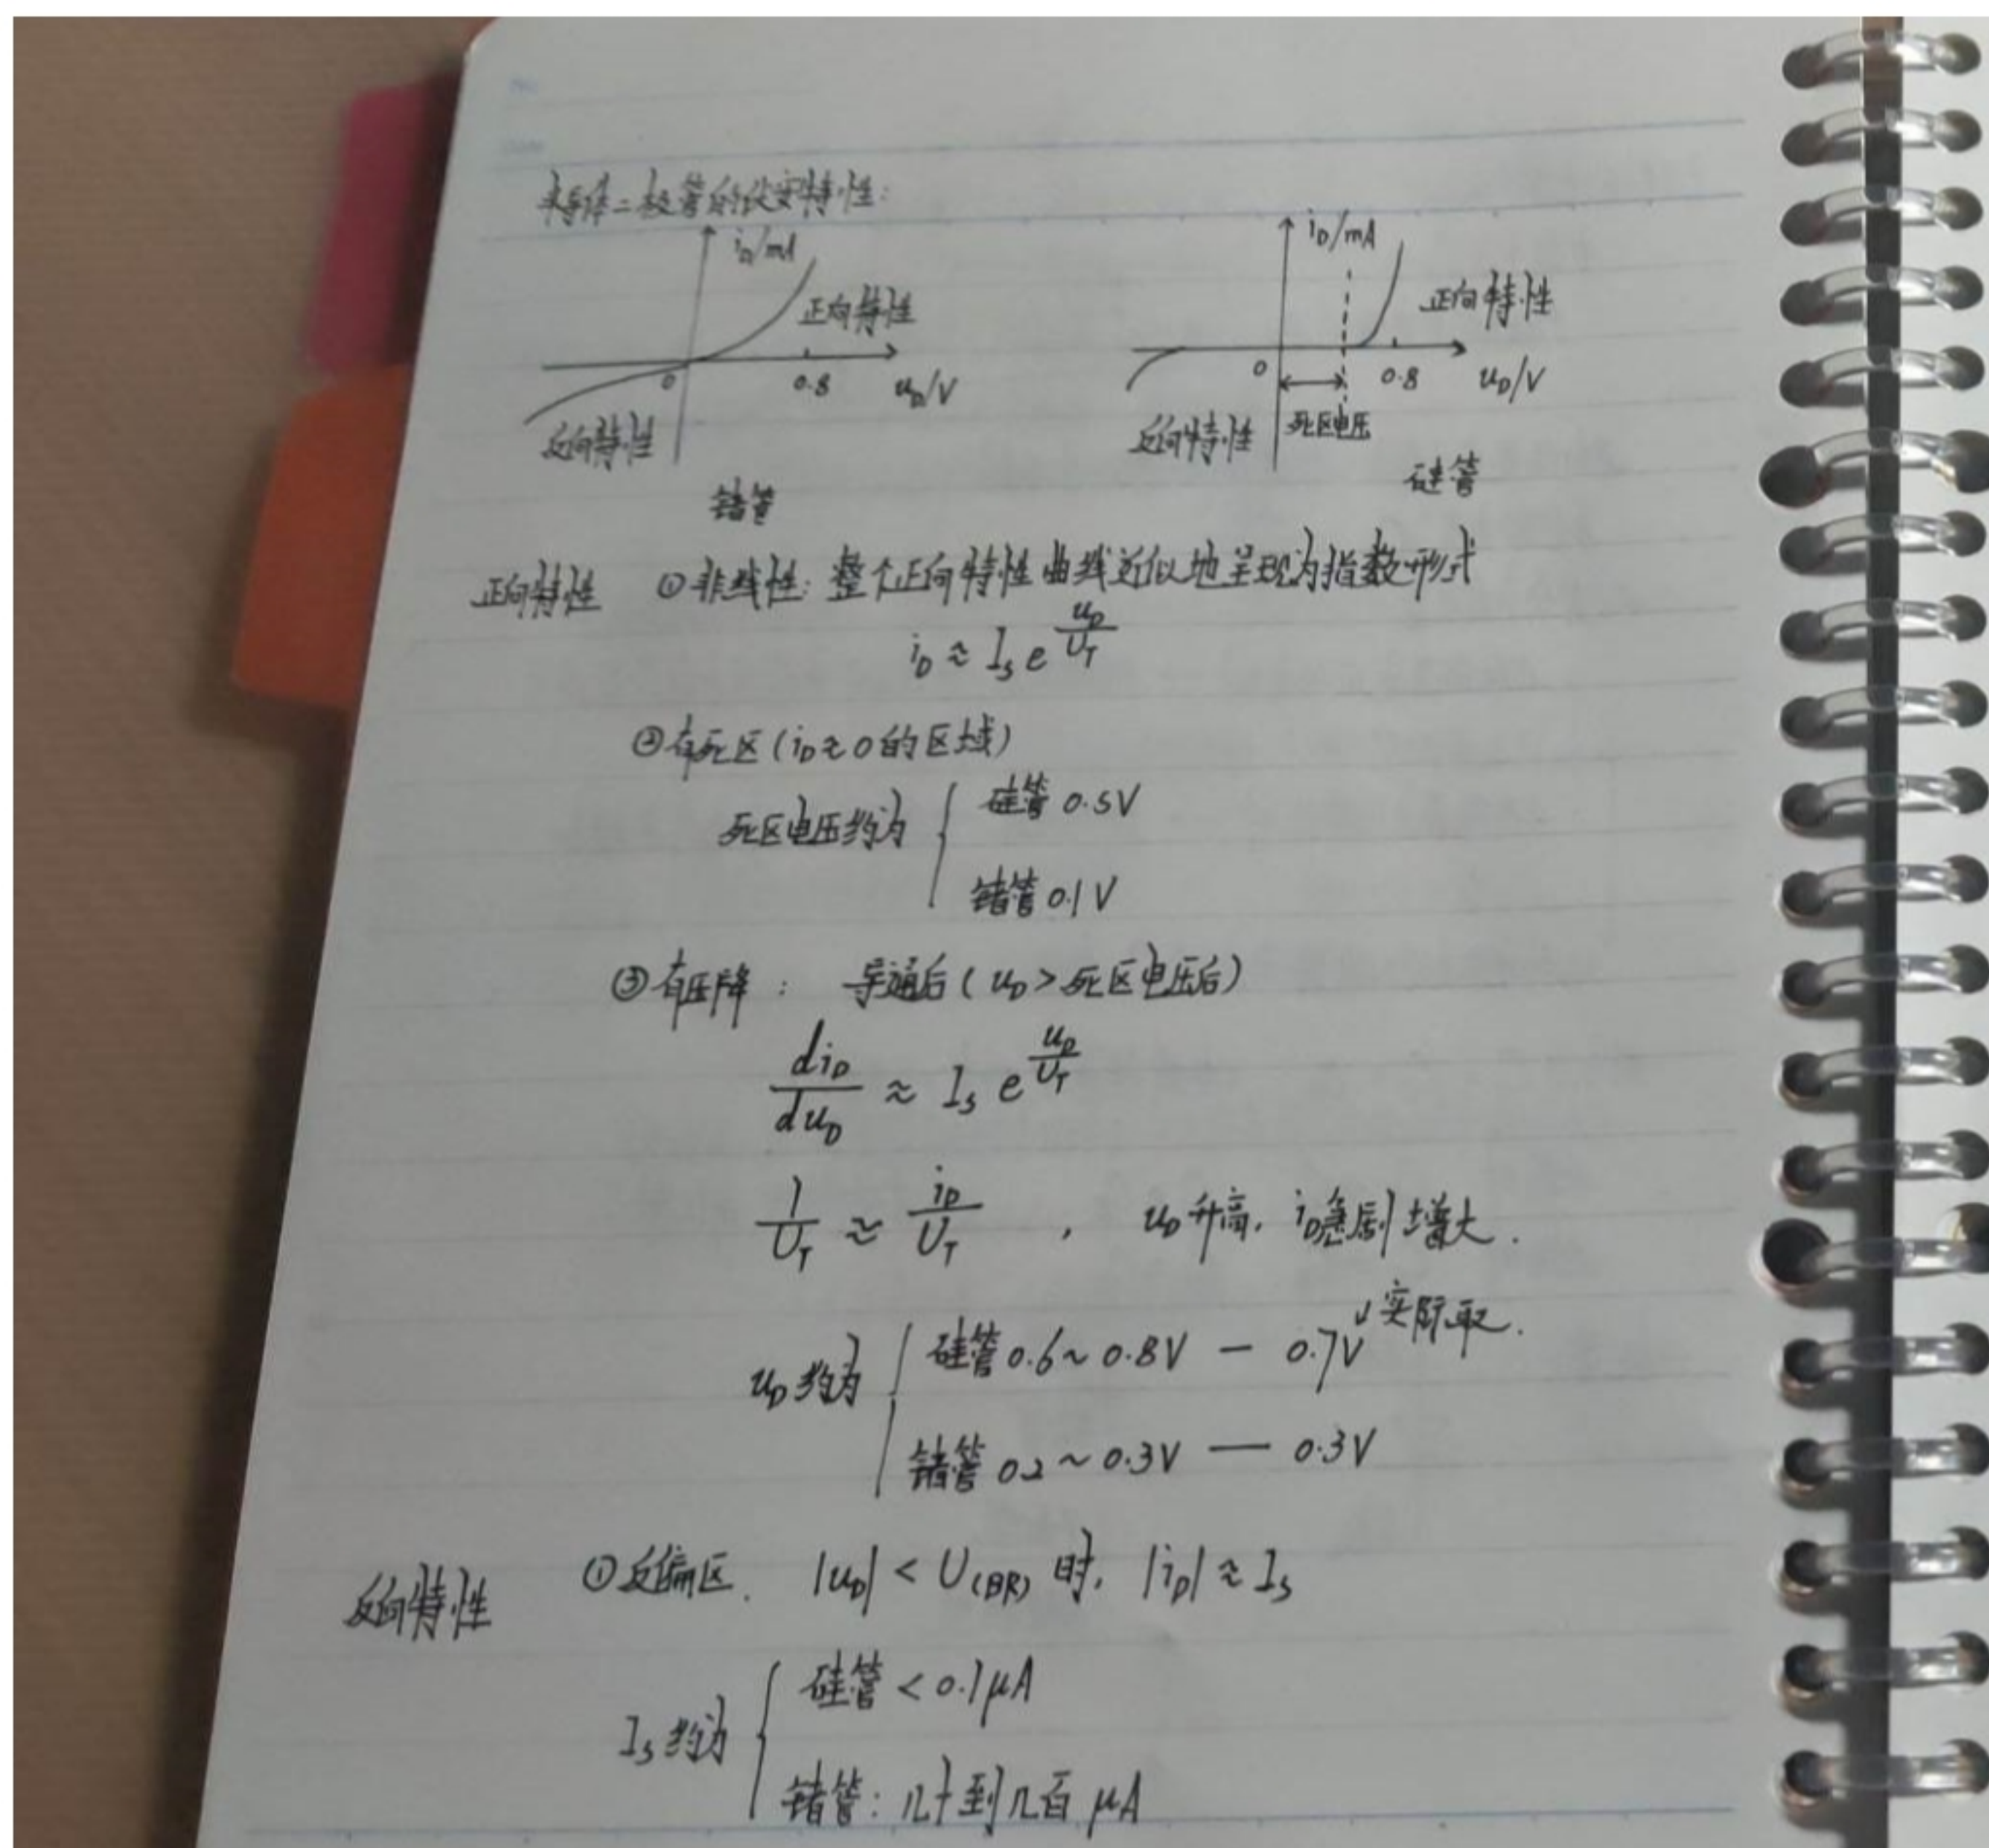 半导体二极管的伏安特性:
i_D/mA
正向特性
0
0.8
u_D/V
反向特性
锗管
i_D/mA
正向特性
0
0.8
u_D/V
反向特性
死区电压
硅管
正向特性 ①非线性: 整个正向特性曲线近似地呈现为指数形式
i_D ≈ I_s e^{u_D/U_T}
②有死区(i_D≈0的区域)
死区电压约为 { 硅管 0.5V
锗管 0.1V
③有压降: 导通后(u_D>死区电压后)
di_D/du_D ≈ I_s e^{u_D/U_T}
1/U_T ≈ i_D/U_T , u_D升高, i_D急剧增大.
↓实际取.
u_D约为 { 硅管 0.6~0.8V — 0.7V
锗管 0.2~0.3V — 0.3V
反向特性 ①反偏区. |u_D| < U_(BR) 时, |i_D| ≈ I_s
I_s约为 { 硅管 < 0.1μA
锗管: 几十到几百 μA